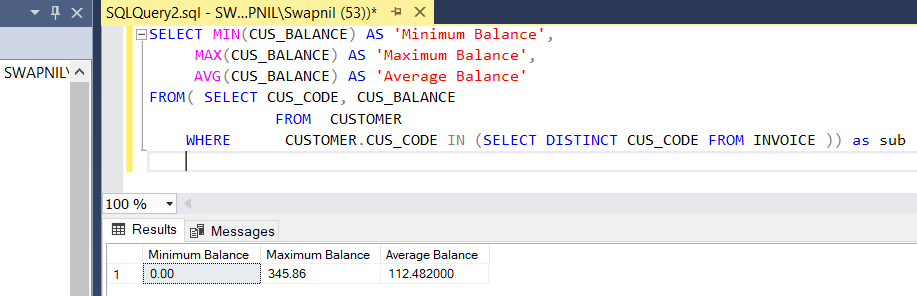 SQLQuery2.sql - SW...PNIL\Swapnil (53))*
SWAPNIL\
SELECT MIN(CUS_BALANCE) AS 'Minimum Balance',
MAX(CUS_BALANCE) AS 'Maximum Balance',
AVG(CUS_BALANCE) AS 'Average Balance'
FROM( SELECT CUS_CODE, CUS_BALANCE
FROM CUSTOMER
WHERE CUSTOMER.CUS_CODE IN (SELECT DISTINCT CUS_CODE FROM INVOICE )) as sub
100 %
Results Messages
Minimum Balance Maximum Balance Average Balance
1 0.00 345.86 112.482000